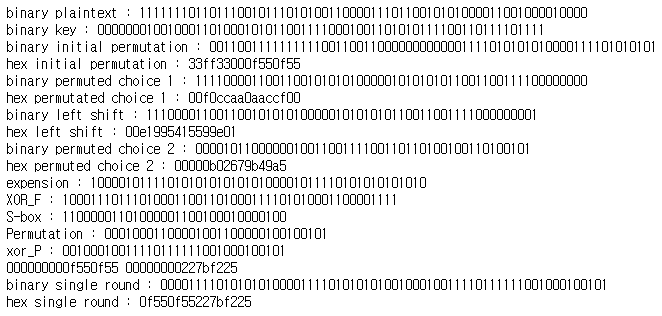 binary plaintext : 1111111011011100101110101001100001110110010101000011001000010000
binary key : 0000000100100011010001010110011110001001101010111100110111101111
binary initial permutation : 0011001111111111001100110000000000001111010101010000111101010101
hex initial permutation : 33ff33000f550f55
binary permuted choice 1 : 11110000110011001010101000001010101011001100111100000000
hex permutated choice 1 : 00f0ccaa0aaccf00
binary left shift : 11100001100110010101010000010101010110011001111000000001
hex left shift : 00e1995415599e01
binary permuted choice 2 : 000010110000001001100111100110110100100110100101
hex permuted choice 2 : 00000b02679b49a5
expension : 100001011110101010101010100001011110101010101010
XOR_F : 100011101110100011001101000111101010001100001111
S-box : 11000001101000001100100010000100
Permutation : 00010001100001001100000100100101
xor_P : 00100010011110111111001000100101
000000000f550f55 00000000227bf225
binary single round : 0000111101010101000011110101010100100010011110111111001000100101
hex single round : 0f550f55227bf225